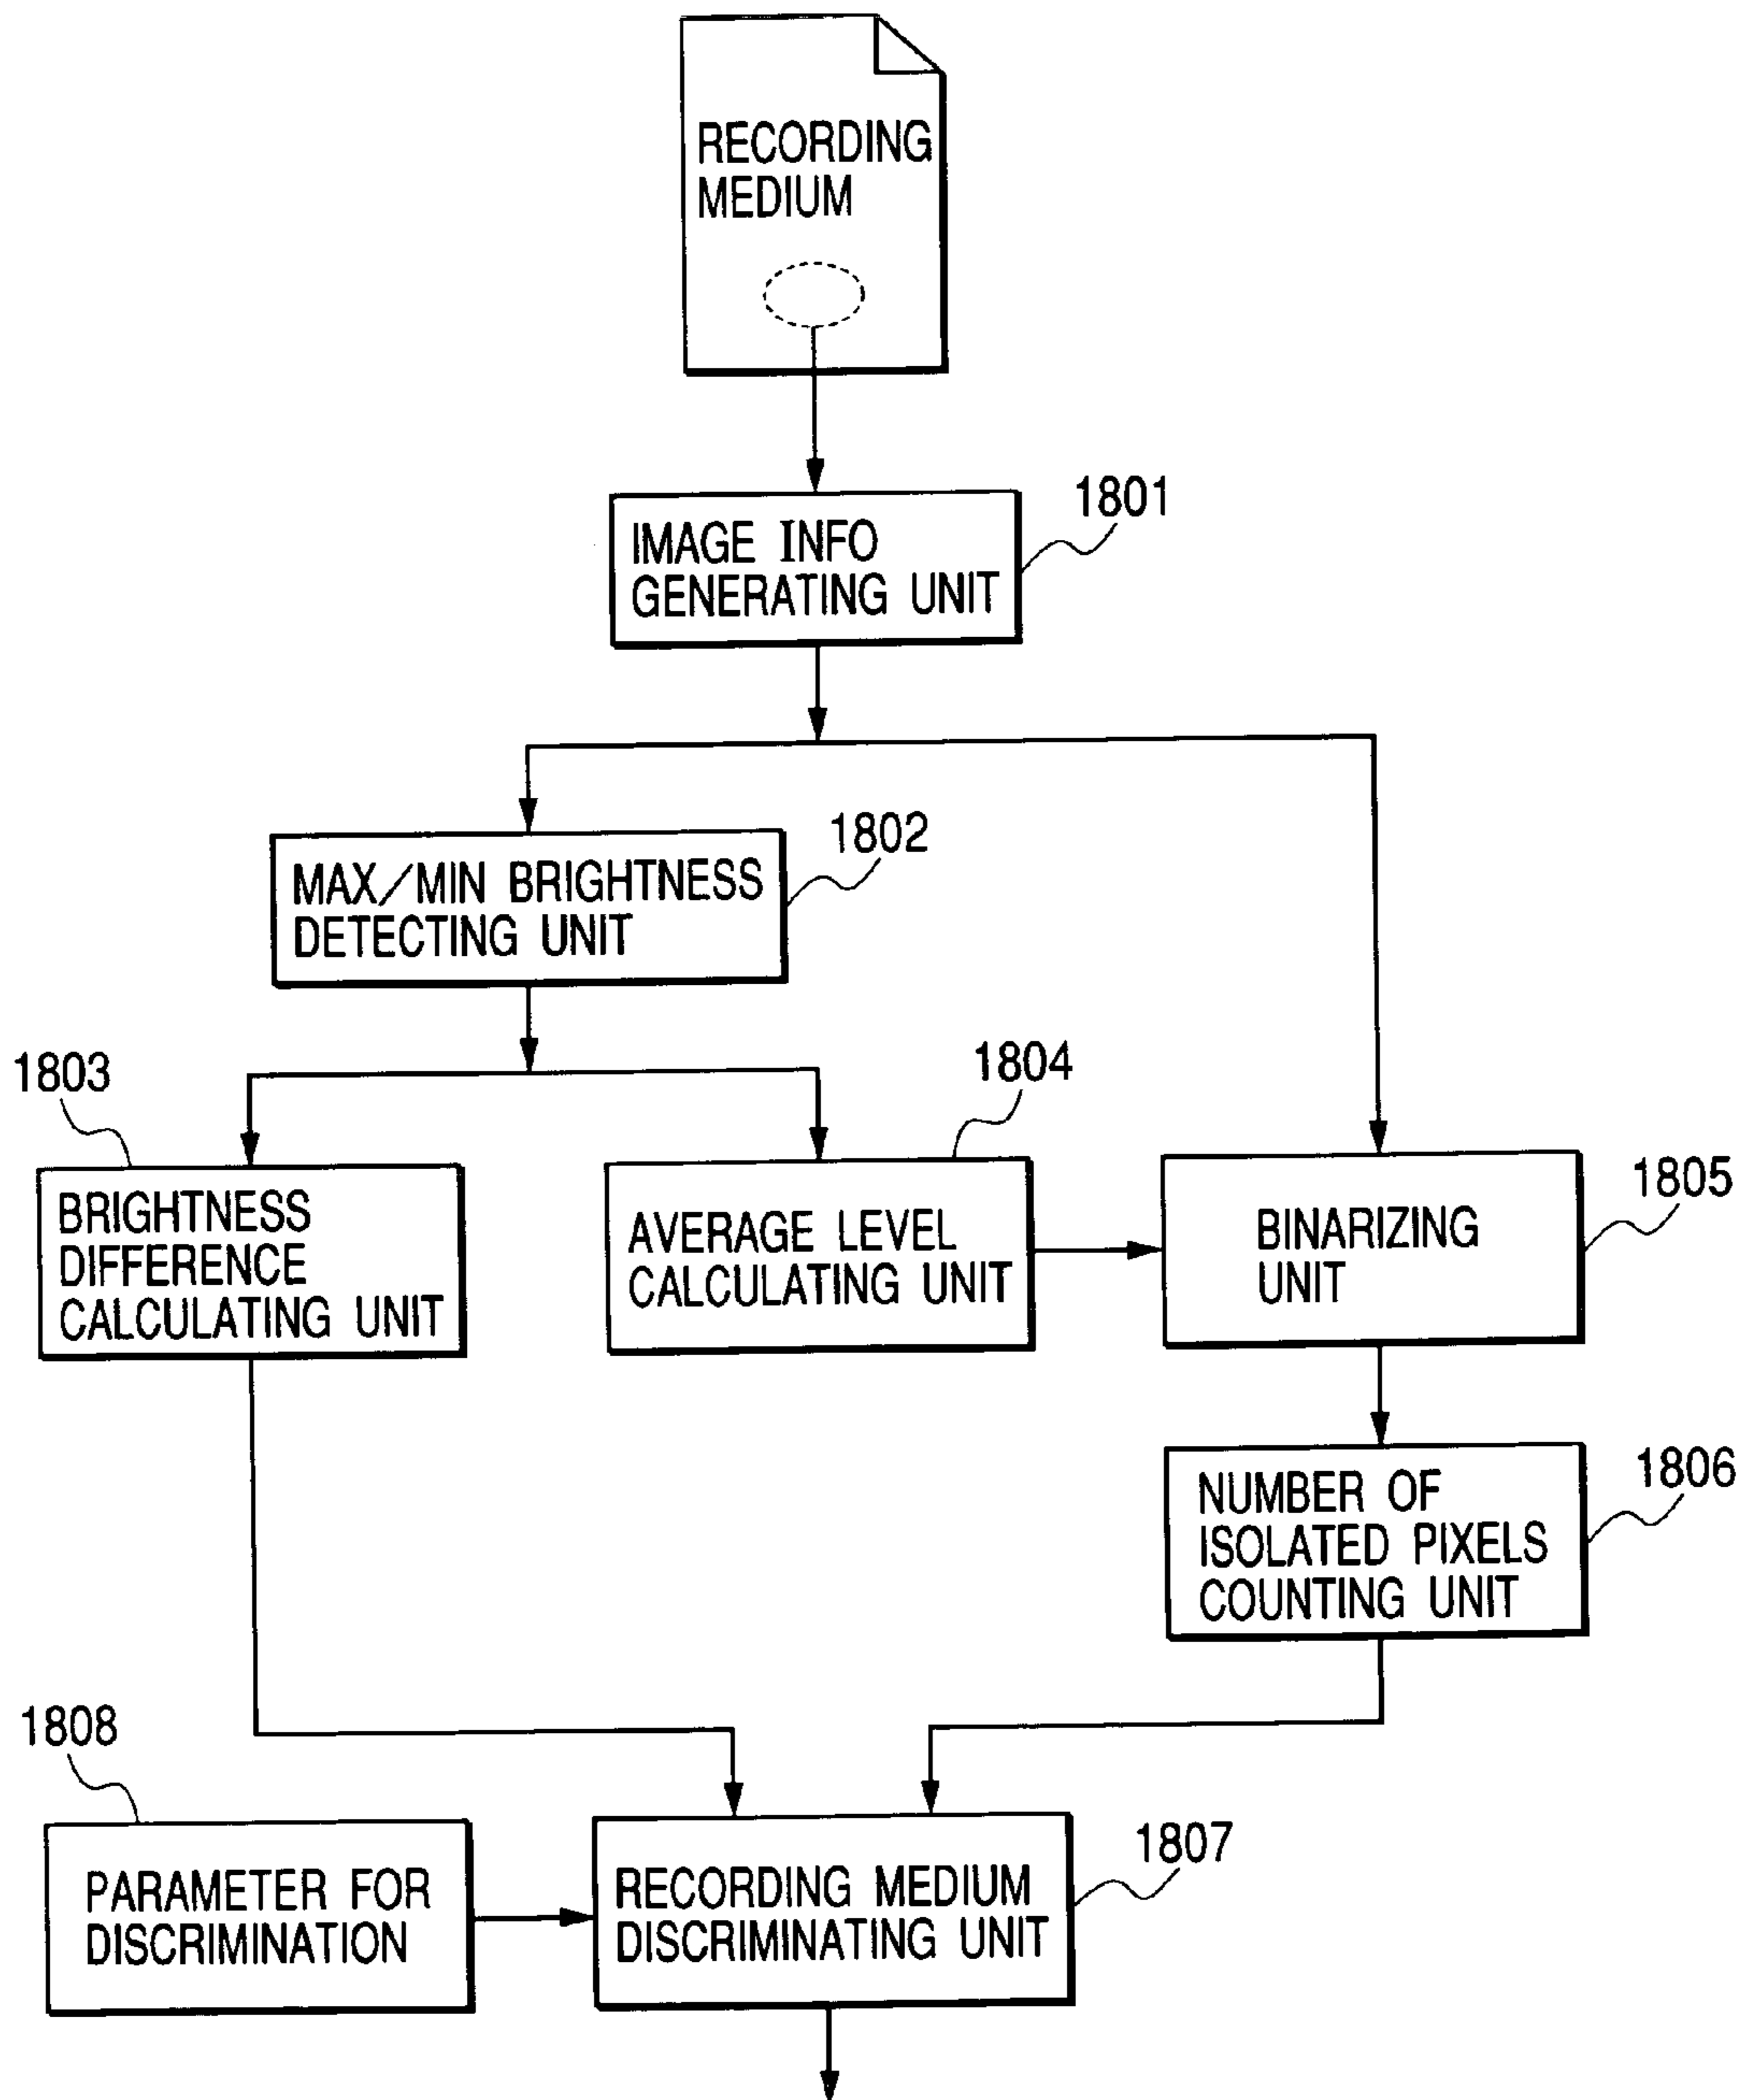 RECORDING
MEDIUM
1801
IMAGE INFO
GENERATING UNIT
1802
MAX/MIN BRIGHTNESS
DETECTING UNIT
1803
1804
BRIGHTNESS
DIFFERENCE
CALCULATING UNIT
AVERAGE LEVEL
CALCULATING UNIT
1805
BINARIZING
UNIT
1806
NUMBER OF
ISOLATED PIXELS
COUNTING UNIT
1808
PARAMETER FOR
DISCRIMINATION
1807
RECORDING MEDIUM
DISCRIMINATING UNIT